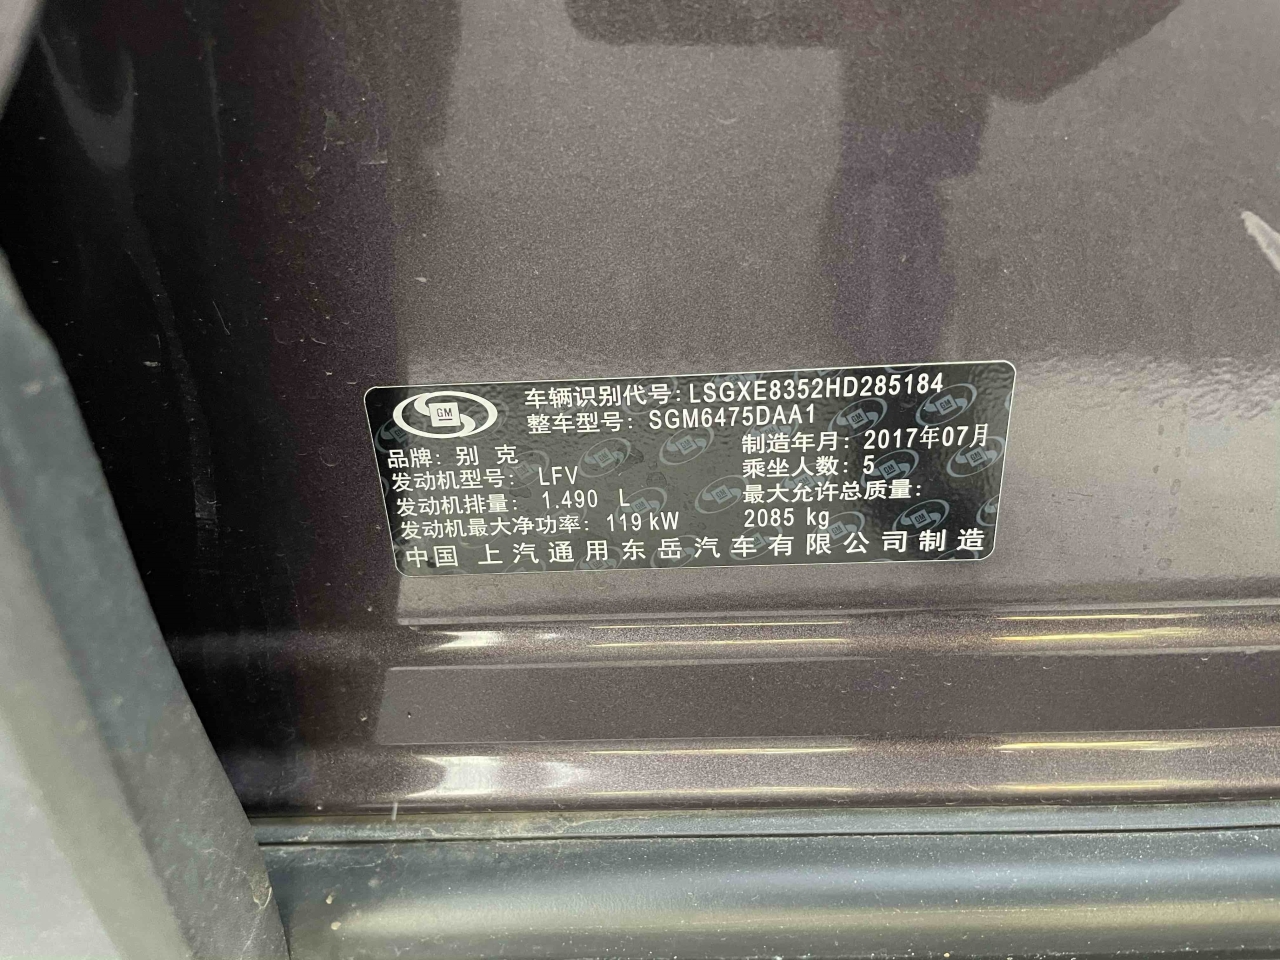 GM
车辆识别代号: LSGXE8352HD285184
整车型号: SGM6475DAA1
品牌: 别 克
制造年月: 2017年07月
发动机型号: LFV
乘坐人数: 5
发动机排量: 1.490 L
最大允许总质量:
发动机最大净功率: 119 kW
2085 kg
中国 上汽通用东岳汽车有限公司制造